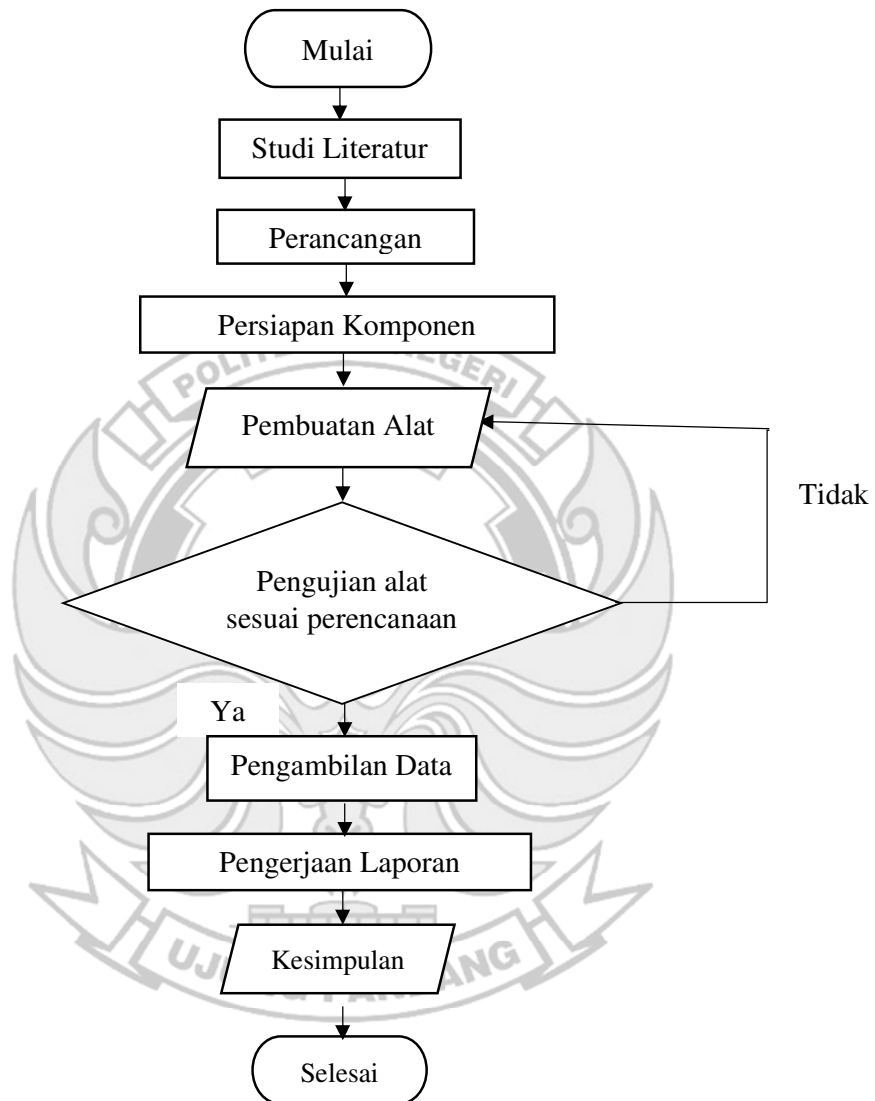 Mulai
Studi Literatur
Perancangan
Persiapan Komponen
Pembuatan Alat
Tidak
Pengujian alat
sesuai perencanaan
Ya
Pengambilan Data
Pengerjaan Laporan
Kesimpulan
Selesai